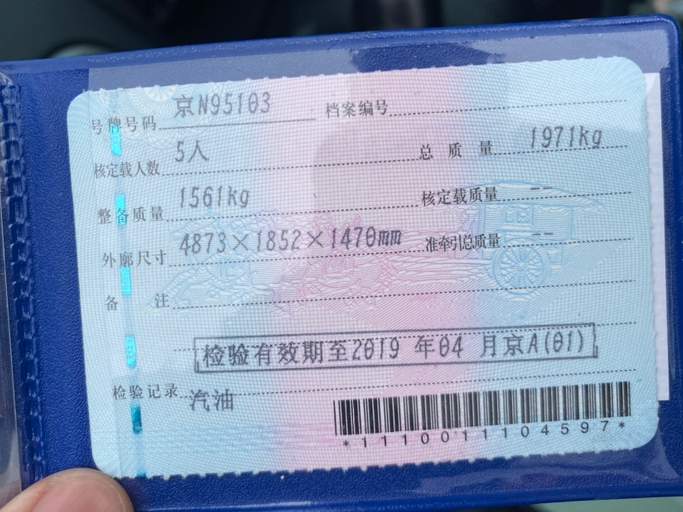 号牌号码 京N95103 档案编号
核定载人数 5人 总质量 1971kg
整备质量 1561kg 核定载质量 --
外廓尺寸 4873×1852×1470mm 准牵引总质量 --
备注
检验有效期至2019 年04 月京A(01)
检验记录 汽油
*1110011104597*